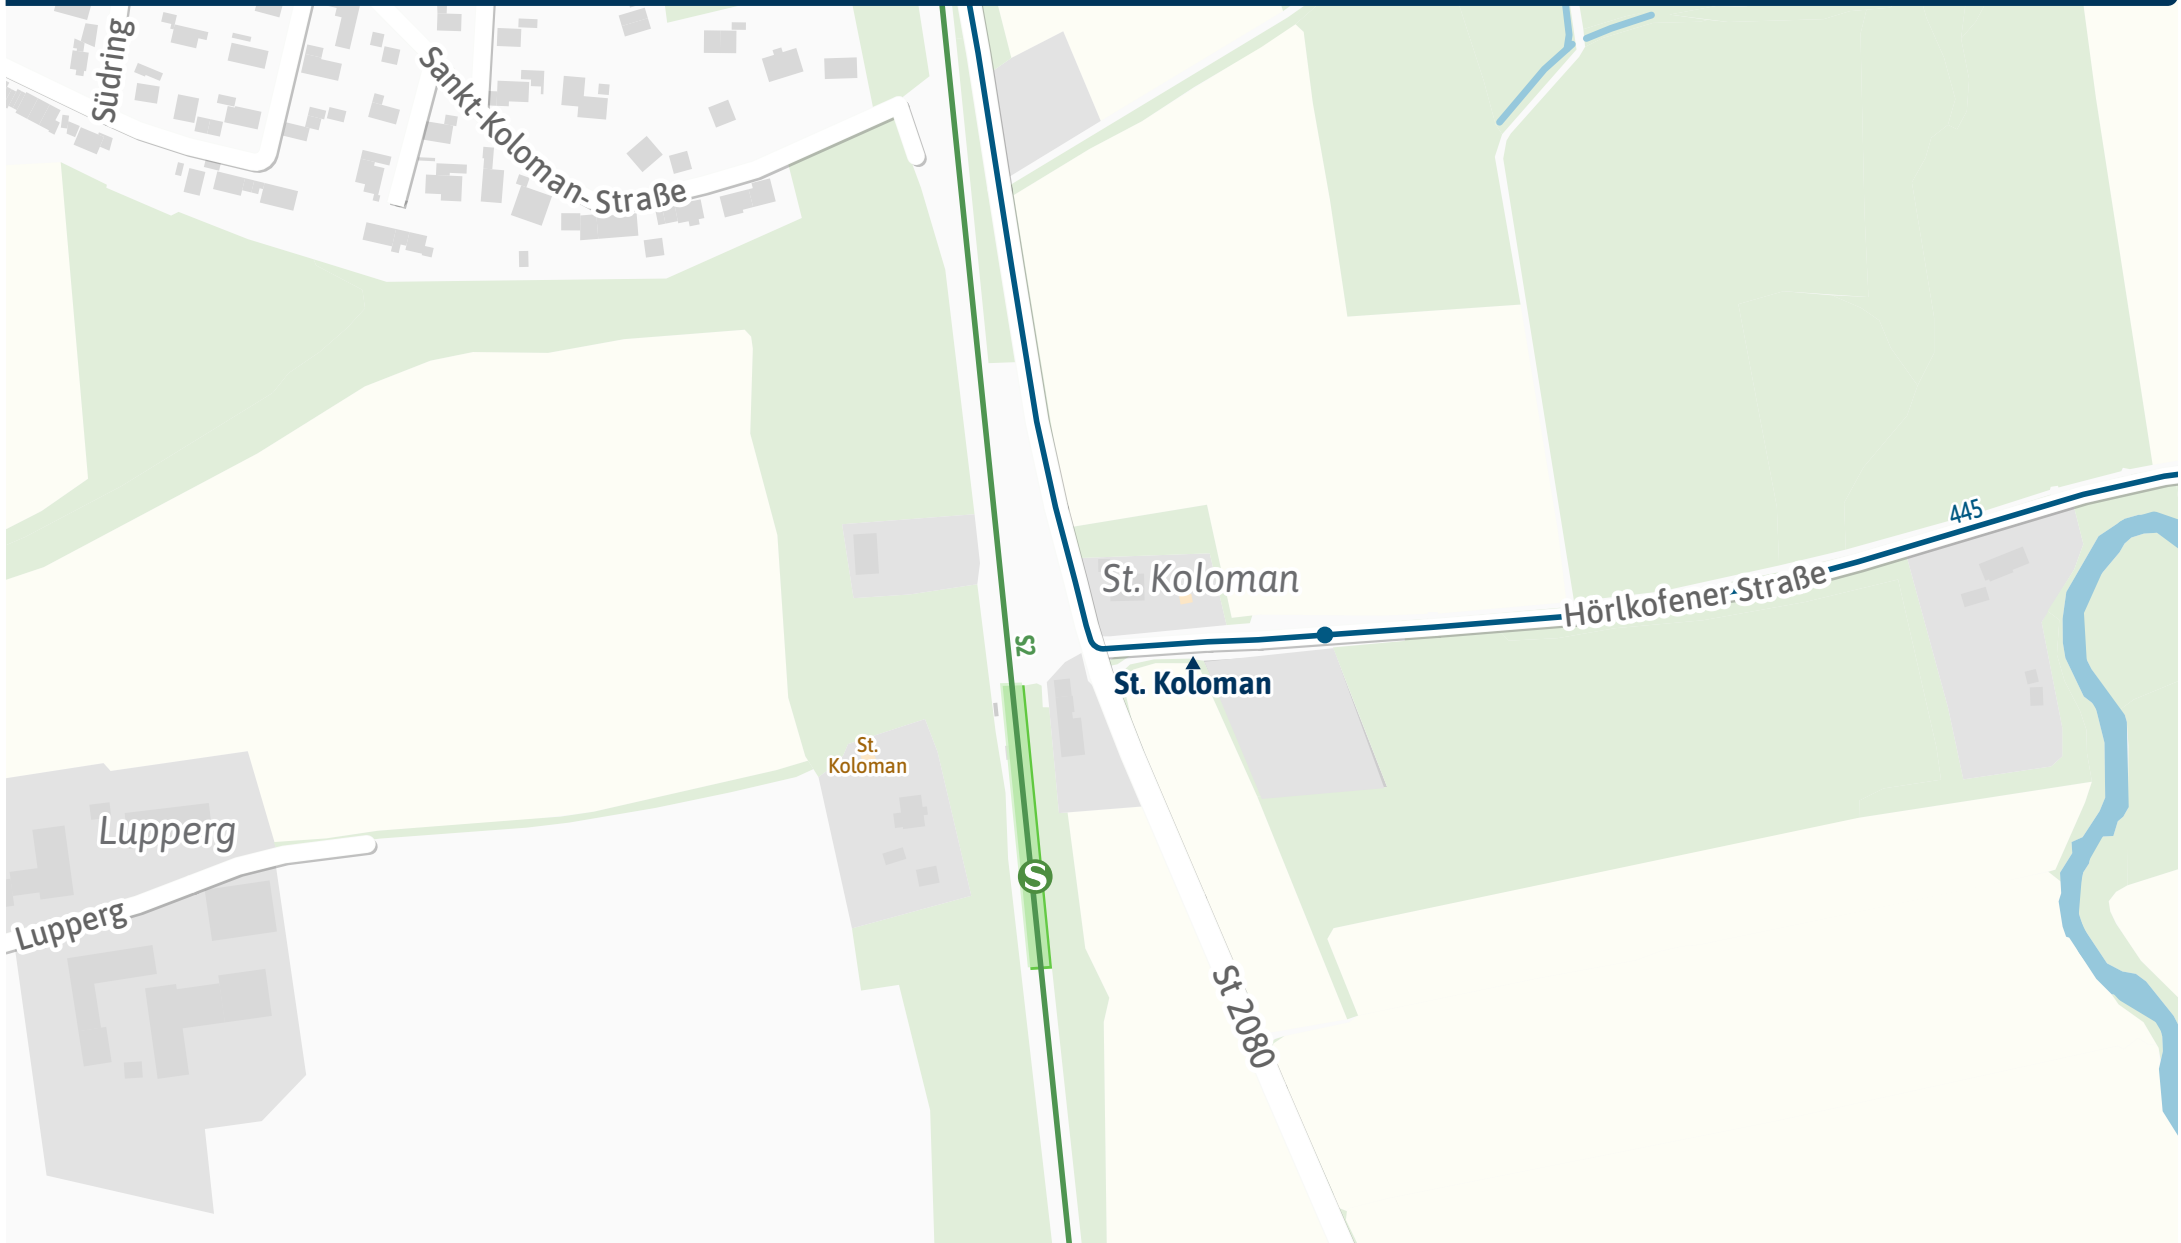 Südring
Sankt-Koloman-Straße
445
St. Koloman
Hörlkofener Straße
S2
St. Koloman
St.
Koloman
Lupperg
S
Lupperg
St 2080